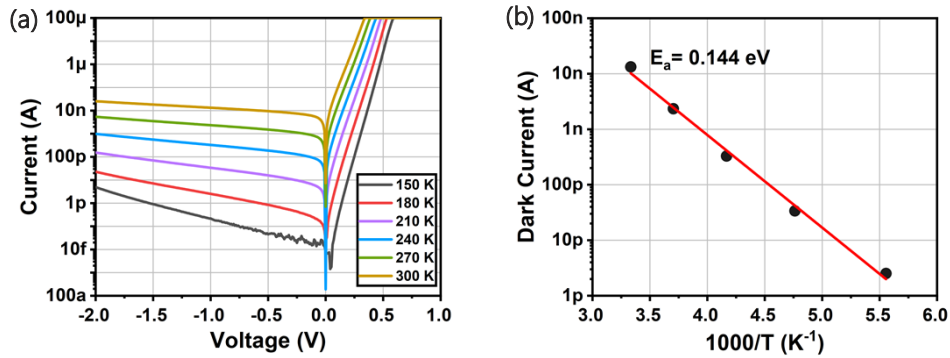 (a)
100µ
1µ
10n
100p
1p
10f
100a
Current (A)
-2.0 -1.5 -1.0 -0.5 0.0 0.5 1.0
Voltage (V)
150 K
180 K
210 K
240 K
270 K
300 K
(b)
100n
10n
1n
100p
10p
1p
Dark Current (A)
Eₐ= 0.144 eV
3.0 3.5 4.0 4.5 5.0 5.5 6.0
1000/T (K⁻¹)